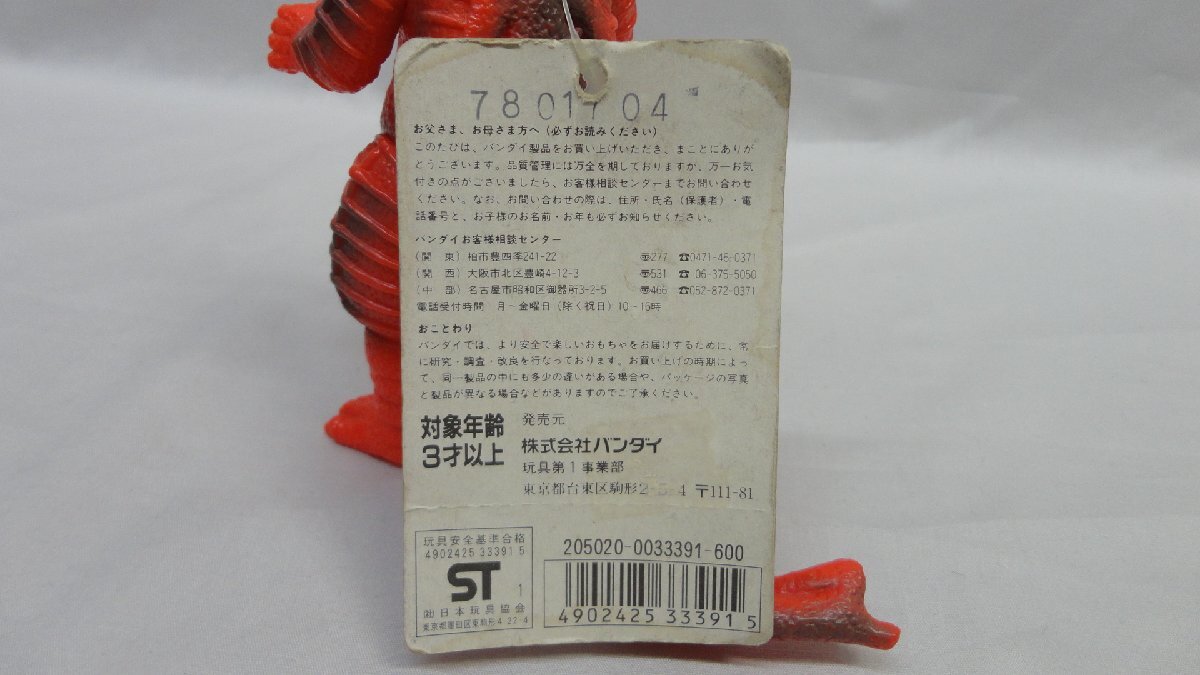 78017 04
お父さま、お母さま方へ(必ずお読みください)
このたびは、バンダイ製品をお買い上げいただき、まことにありが
とうございます。品質管理には万全を期しておりますが、万一お気
付きの点がございましたら、お客様相談センターまでお問い合わせ
ください。なお、お問い合わせの際は、住所・氏名(保護者)・電
話番号と、お子様のお名前・お年も必ずお知らせください。
バンダイお客様相談センター
(関 東) 柏市豊四季241-22 〠277 ☎0471-46-0371
(関 西) 大阪市北区豊崎4-12-3 〠531 ☎06-375-5050
(中 部) 名古屋市昭和区御器所3-2-5 〠466 ☎052-872-0371
電話受付時間 月~金曜日(除く祝日)10~16時
おことわり
バンダイでは、より安全で楽しいおもちゃをお届けするために、常
に研究・調査・改良を行なっております。お買い上げの時期によっ
て、同一製品の中にも多少の違いがある場合や、パッケージの写真
と製品が異なる場合などがありますのでご了承ください。
対象年齢
3才以上
発売元
株式会社バンダイ
玩具第1事業部
東京都台東区駒形2-5-4 〒111-81
玩具安全基準合格
4902425 33391 5
ST 1
㈳日本玩具協会
東京都墨田区東駒形4-22-4
205020-0033391-600
4902425 333915